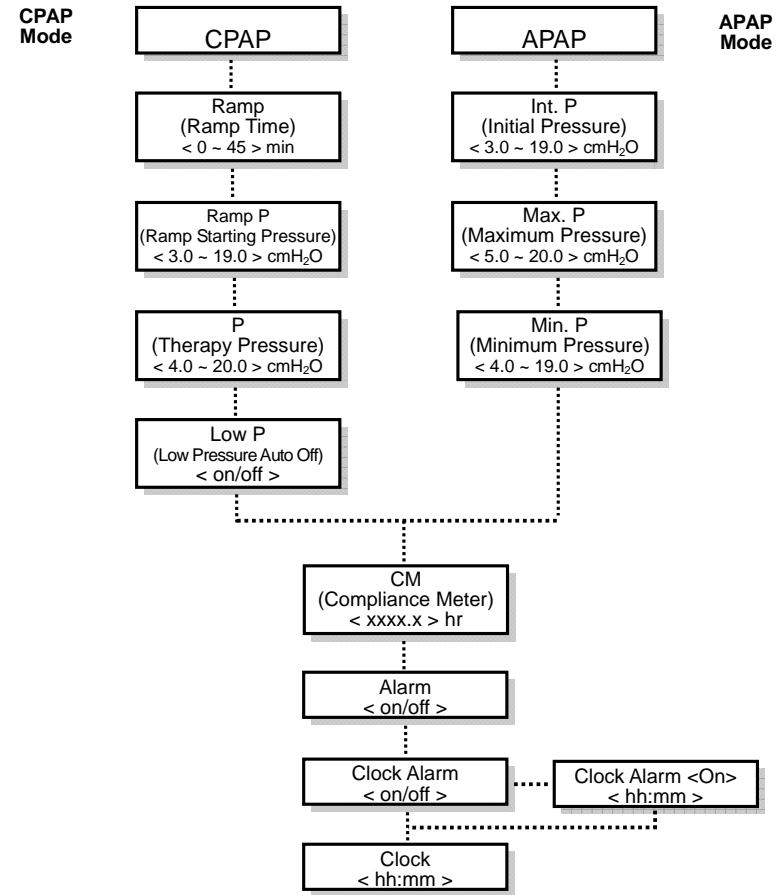 CPAP
Mode
CPAP
Ramp
(Ramp Time)
< 0 ~ 45 > min
Ramp P
(Ramp Starting Pressure)
< 3.0 ~ 19.0 > cmH₂O
P
(Therapy Pressure)
< 4.0 ~ 20.0 > cmH₂O
Low P
(Low Pressure Auto Off)
< on/off >
APAP
Mode
APAP
Int. P
(Initial Pressure)
< 3.0 ~ 19.0 > cmH₂O
Max. P
(Maximum Pressure)
< 5.0 ~ 20.0 > cmH₂O
Min. P
(Minimum Pressure)
< 4.0 ~ 19.0 > cmH₂O
CM
(Compliance Meter)
< xxxx.x > hr
Alarm
< on/off >
Clock Alarm
< on/off >
Clock Alarm <On>
< hh:mm >
Clock
< hh:mm >